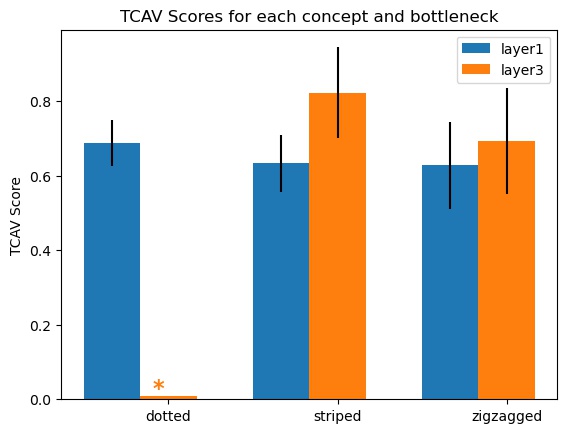 TCAV Scores for each concept and bottleneck
layer1
layer3
TCAV Score
0.8
0.6
0.4
0.2
0.0
*
dotted
striped
zigzagged